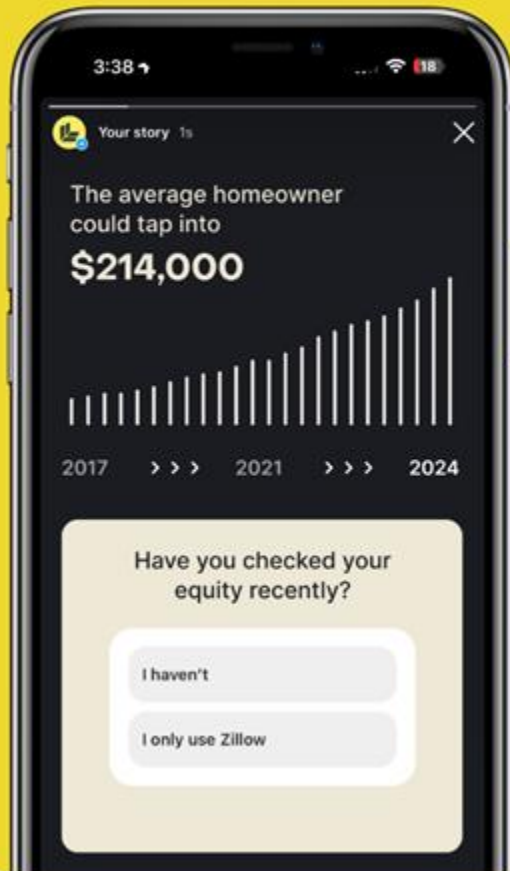 3:38
18
Your story 1s
The average homeowner
could tap into
$214,000
2017 > > > 2021 > > > 2024
Have you checked your
equity recently?
I haven't
I only use Zillow